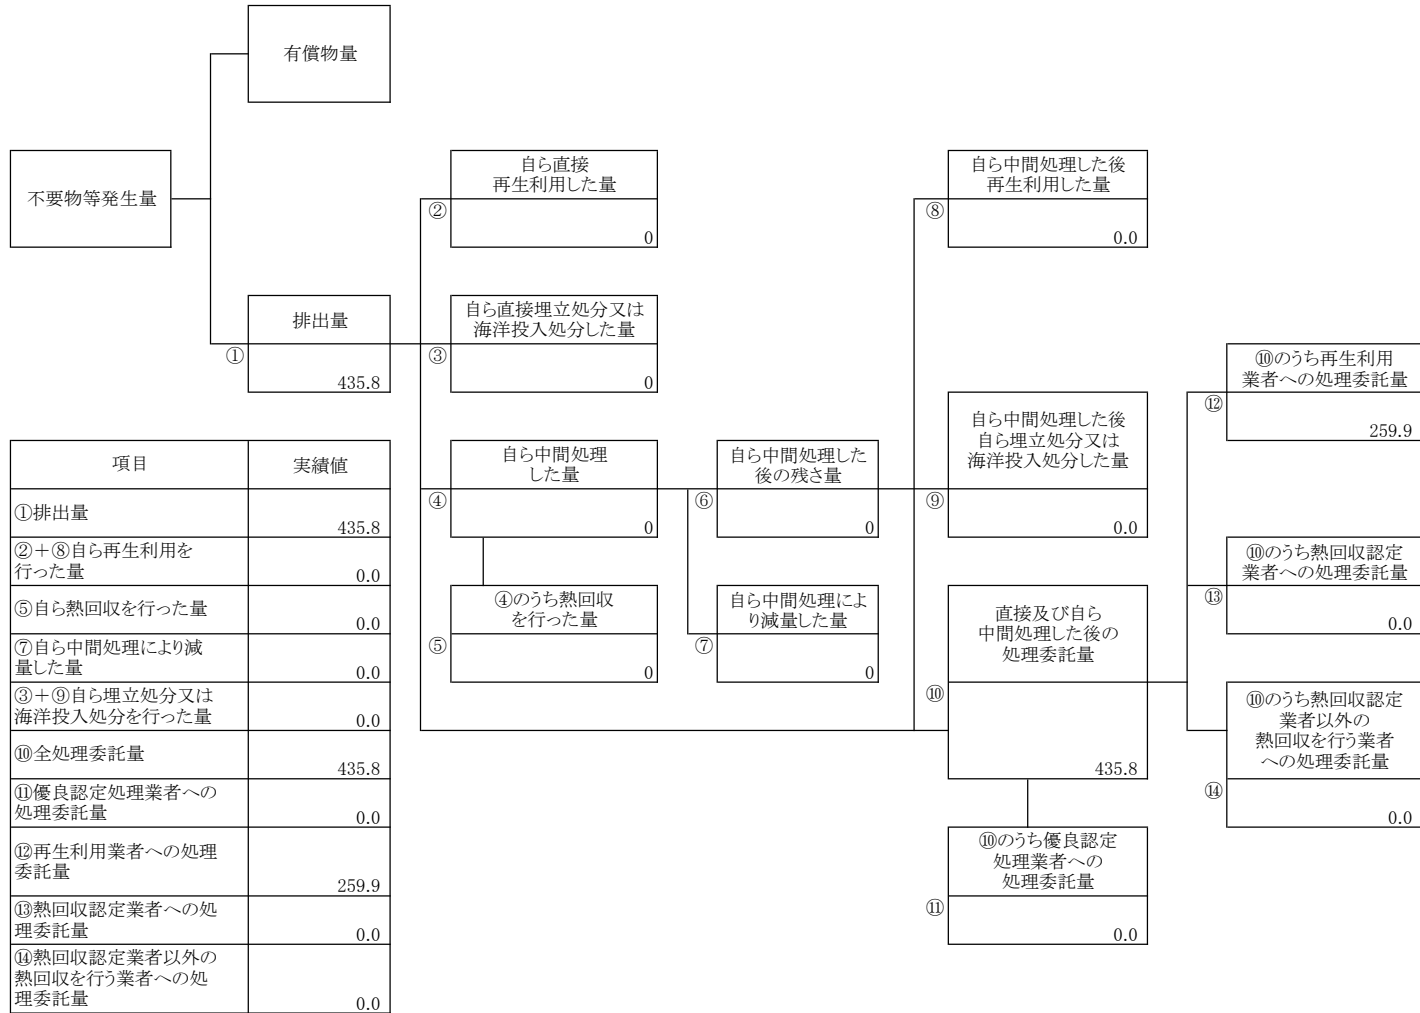 有償物量
不要物等発生量
自ら直接
再生利用した量
②
0
自ら中間処理した後
再生利用した量
⑧
0.0
排出量
①
435.8
自ら直接埋立処分又は
海洋投入処分した量
③
0
⑩のうち再生利用
業者への処理委託量
⑫
259.9
自ら中間処理
した量
④
0
自ら中間処理した
後の残さ量
⑥
0
自ら中間処理した後
自ら埋立処分又は
海洋投入処分した量
⑨
0.0
⑩のうち熱回収認定
業者への処理委託量
⑬
0.0
④のうち熱回収
を行った量
⑤
0
自ら中間処理によ
り減量した量
⑦
0
直接及び自ら
中間処理した後の
処理委託量
⑩
435.8
⑩のうち熱回収認定
業者以外の
熱回収を行う業者
への処理委託量
⑭
0.0
⑩のうち優良認定
処理業者への
処理委託量
⑪
0.0
項目 実績値
①排出量
435.8
②＋⑧自ら再生利用を
行った量 0.0
⑤自ら熱回収を行った量
0.0
⑦自ら中間処理により減
量した量 0.0
③＋⑨自ら埋立処分又は
海洋投入処分を行った量 0.0
⑩全処理委託量
435.8
⑪優良認定処理業者への
処理委託量 0.0
⑫再生利用業者への処理
委託量
259.9
⑬熱回収認定業者への処
理委託量 0.0
⑭熱回収認定業者以外の
熱回収を行う業者への処
理委託量 0.0